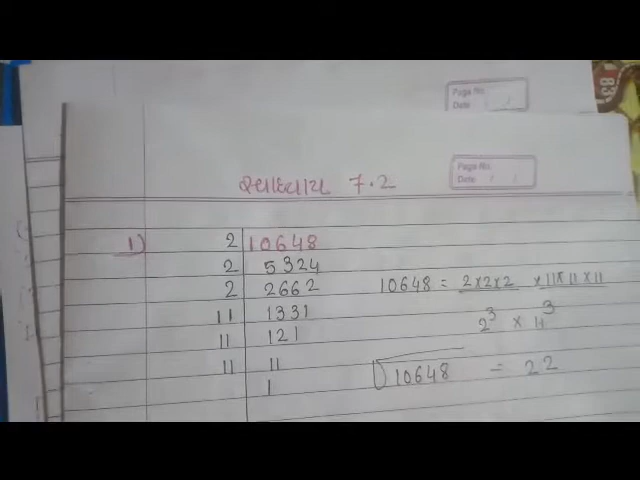 83
Page No.
Date / /
Page No.
Date / /
સ્વાધ્યાય 7.2
1) 2 | 10648
2 | 5324
2 | 2662 10648 = 2×2×2 × 11×11×11
11 | 1331
11 | 121 2³ × 11³
11 | 11 √10648 = 22
1